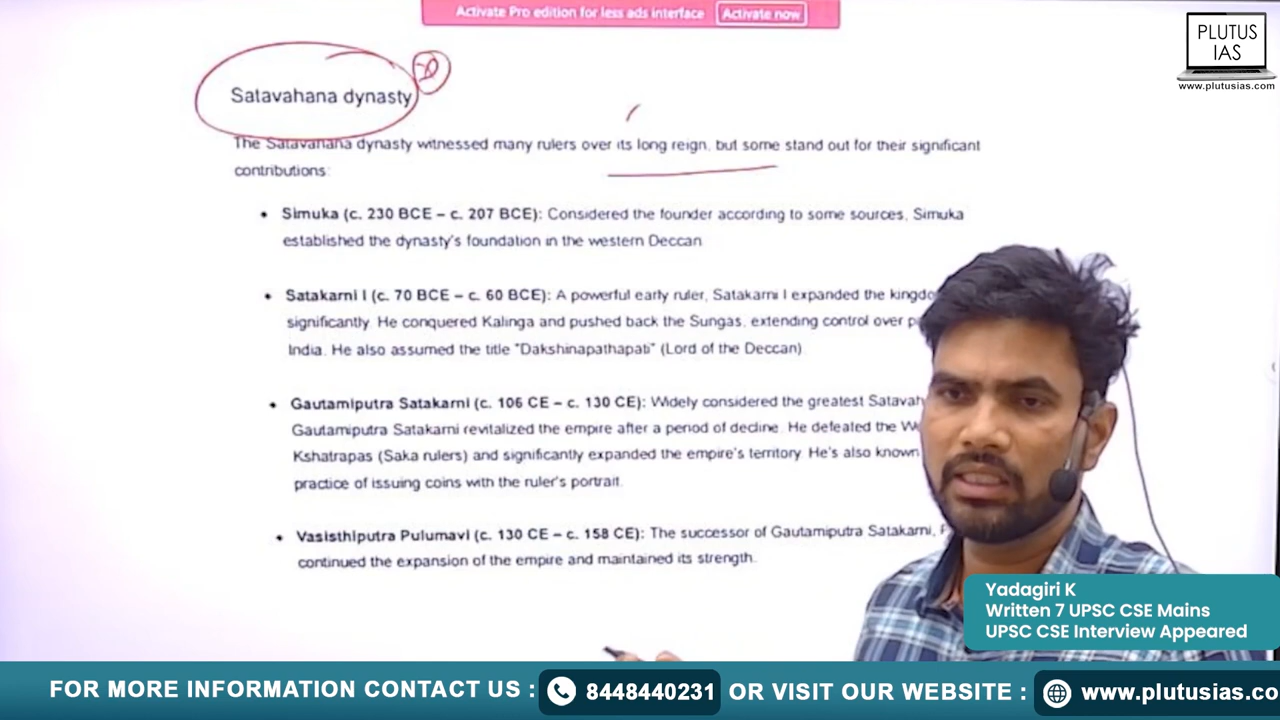 Activate Pro edition for less ads interface Activate now
PLUTUS
IAS
www.plutusias.com
Satavahana dynasty
The Satavahana dynasty witnessed many rulers over its long reign, but some stand out for their significant
contributions:
• Simuka (c. 230 BCE – c. 207 BCE): Considered the founder according to some sources, Simuka
established the dynasty's foundation in the western Deccan
• Satakarni I (c. 70 BCE – c. 60 BCE): A powerful early ruler, Satakarni I expanded the kingdo
significantly. He conquered Kalinga and pushed back the Sungas, extending control over p
India. He also assumed the title "Dakshinapathapati" (Lord of the Deccan)
• Gautamiputra Satakarni (c. 106 CE – c. 130 CE): Widely considered the greatest Satavah
Gautamiputra Satakarni revitalized the empire after a period of decline. He defeated the We
Kshatrapas (Saka rulers) and significantly expanded the empire's territory. He's also known
practice of issuing coins with the ruler's portrait.
• Vasisthiputra Pulumavi (c. 130 CE – c. 158 CE): The successor of Gautamiputra Satakarni, P
continued the expansion of the empire and maintained its strength.
Yadagiri K
Written 7 UPSC CSE Mains
UPSC CSE Interview Appeared
FOR MORE INFORMATION CONTACT US : 8448440231 OR VISIT OUR WEBSITE : www.plutusias.co